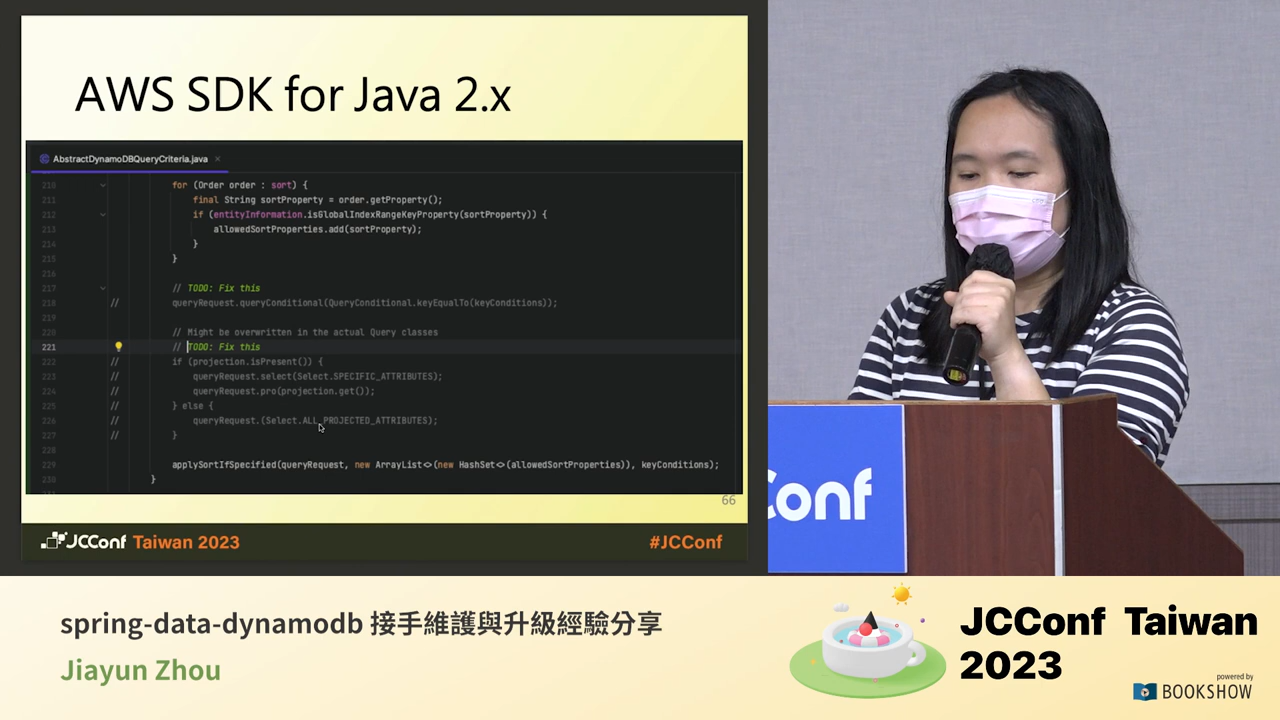 AWS SDK for Java 2.x
AbstractDynamoDBQueryCriteria.java ×
210 for (Order order : sort) {
211 final String sortProperty = order.getProperty();
212 if (entityInformation.isGlobalIndexRangeKeyProperty(sortProperty)) {
213 allowedSortProperties.add(sortProperty);
214 }
215 }
216
217 // TODO: Fix this
218 // queryRequest.queryConditional(QueryConditional.keyEqualTo(keyConditions));
219
220 // Might be overwritten in the actual Query classes
221 // TODO: Fix this
222 // if (projection.isPresent()) {
223 // queryRequest.select(Select.SPECIFIC_ATTRIBUTES);
224 // queryRequest.pro(projection.get());
225 // } else {
226 // queryRequest.(Select.ALL_PROJECTED_ATTRIBUTES);
227 // }
228
229 applySortIfSpecified(queryRequest, new ArrayList<>(new HashSet<>(allowedSortProperties)), keyConditions);
230 }
66
JCConf Taiwan 2023
#JCConf
Conf
spring-data-dynamodb 接手維護與升級經驗分享
Jiayun Zhou
JCConf Taiwan
2023
powered by
BOOKSHOW